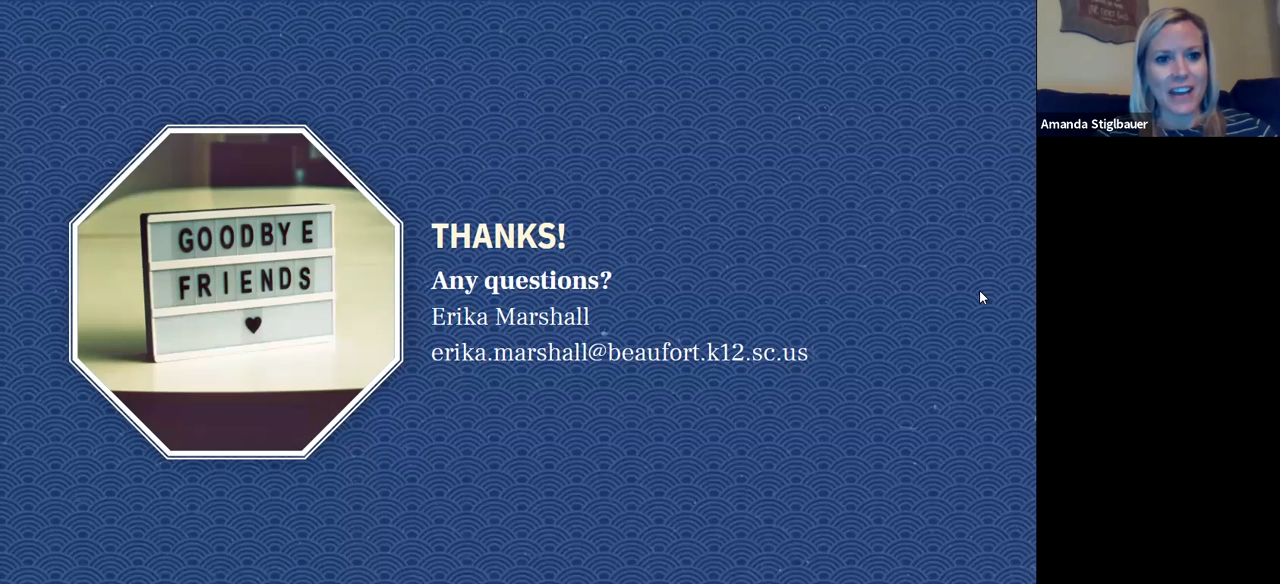 GOODBYE
FRIENDS
THANKS!
Any questions?
Erika Marshall
erika.marshall@beaufort.k12.sc.us
Amanda Stiglbauer